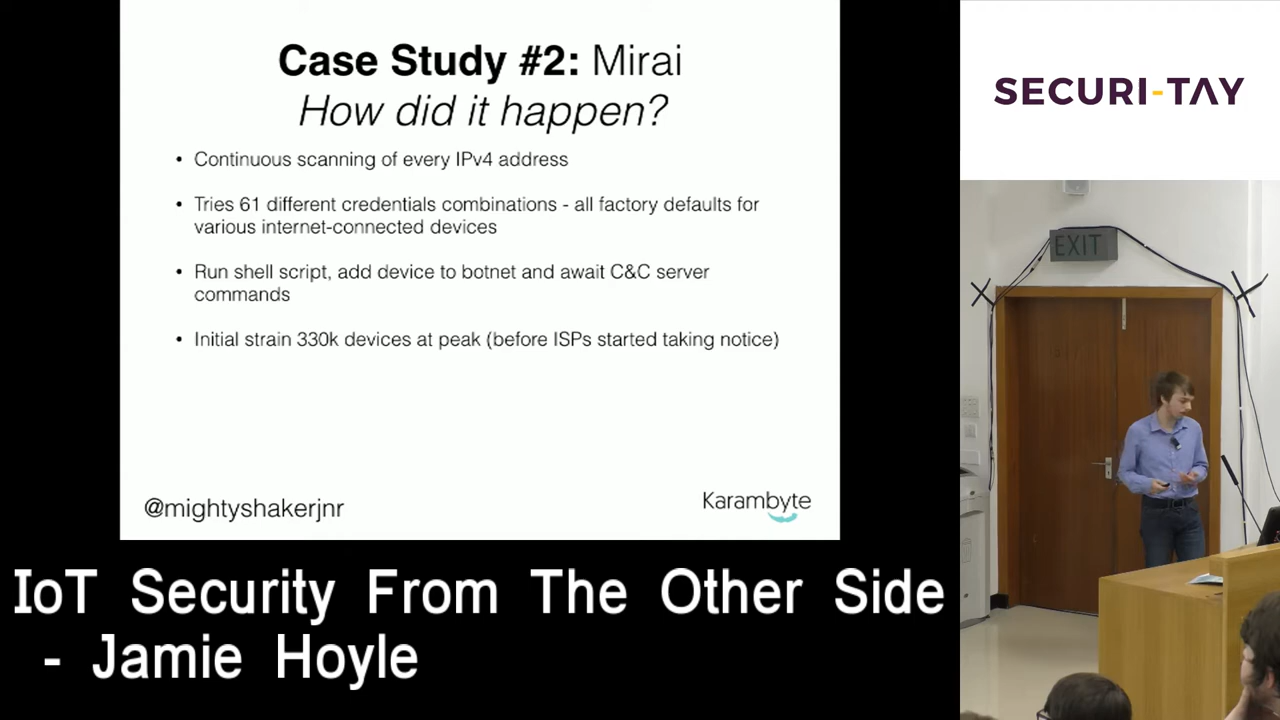 Case Study #2: Mirai
How did it happen?
• Continuous scanning of every IPv4 address
• Tries 61 different credentials combinations - all factory defaults for
various internet-connected devices
• Run shell script, add device to botnet and await C&C server
commands
• Initial strain 330k devices at peak (before ISPs started taking notice)
@mightyshakerjnr
Karambyte
SECURI-TAY
EXIT
IoT Security From The Other Side
- Jamie Hoyle